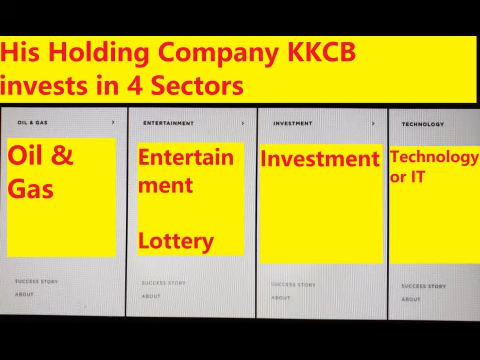 His Holding Company KKCB
invests in 4 Sectors
OIL & GAS >
ENTERTAINMENT >
INVESTMENT >
TECHNOLOGY
Oil &
Gas
Entertain
ment
Lottery
Investment
Technology
or IT
SUCCESS STORY
ABOUT
SUCCESS STORY
ABOUT
SUCCESS STORY
ABOUT
SUCCESS STORY
ABOUT